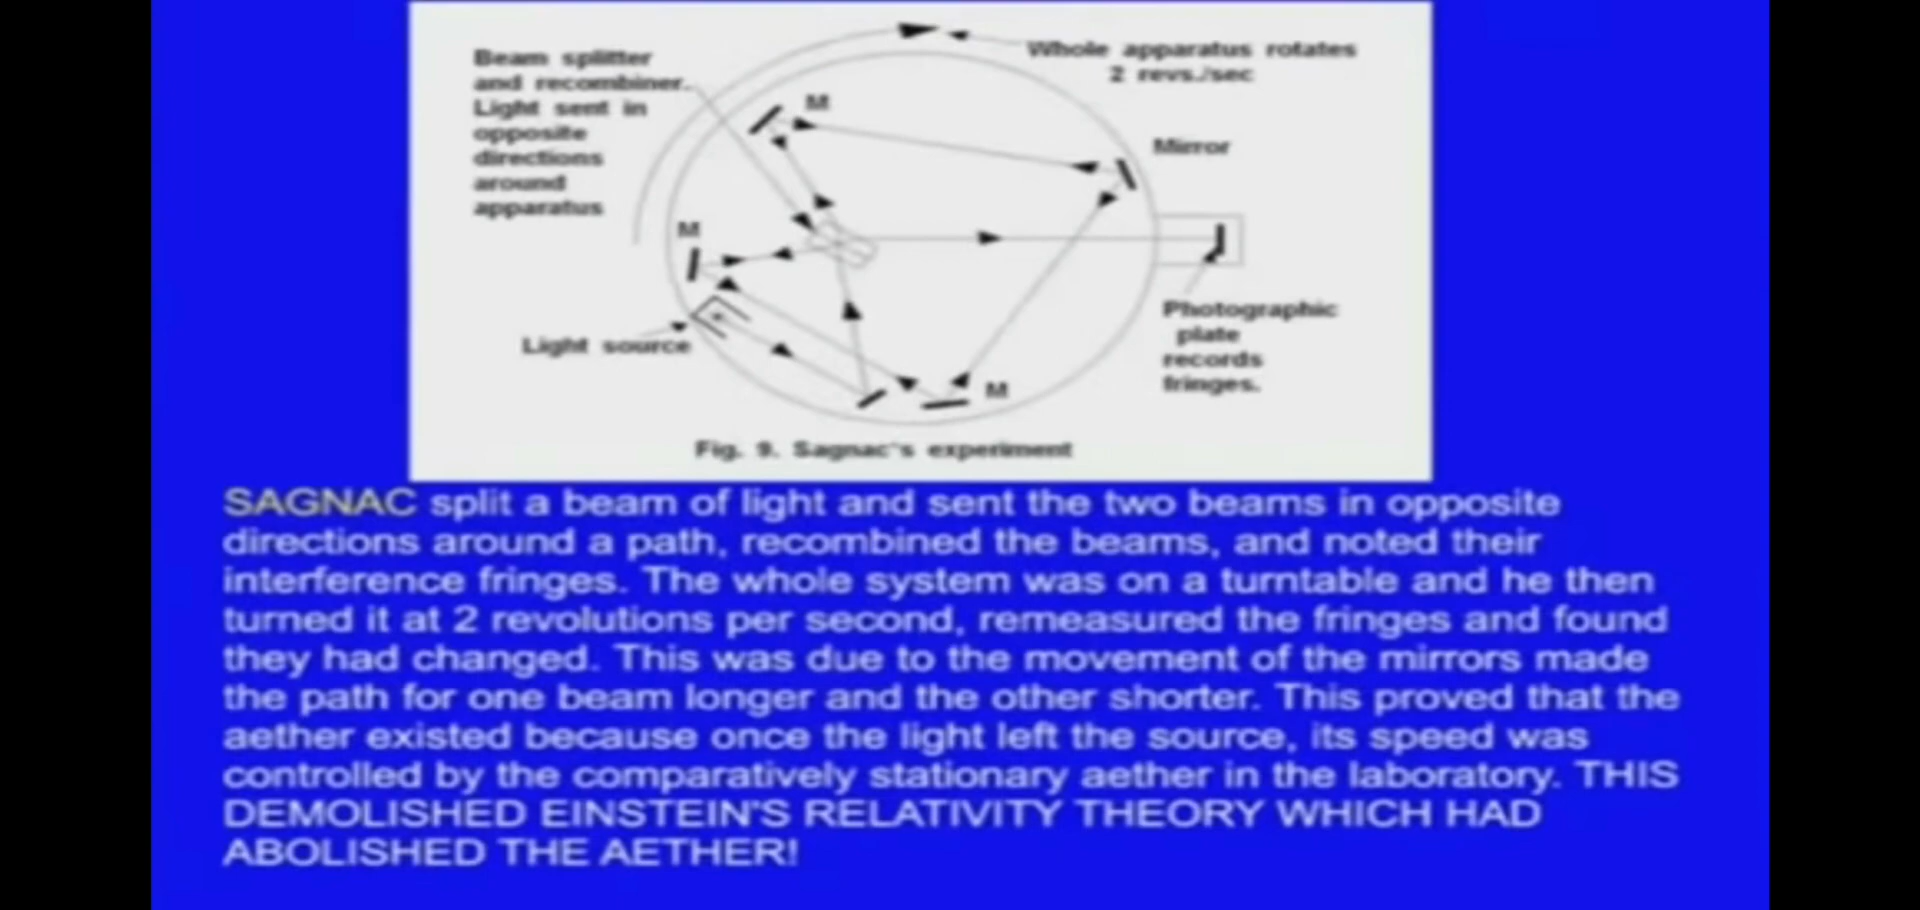 Beam splitter
and recombiner.
Light sent in
opposite
directions
around
apparatus
Whole apparatus rotates
2 revs./sec
M
Mirror
M
Light source
M
Photographic
plate
records
fringes.
Fig. 9. Sagnac's experiment
SAGNAC split a beam of light and sent the two beams in opposite
directions around a path, recombined the beams, and noted their
interference fringes. The whole system was on a turntable and he then
turned it at 2 revolutions per second, remeasured the fringes and found
they had changed. This was due to the movement of the mirrors made
the path for one beam longer and the other shorter. This proved that the
aether existed because once the light left the source, its speed was
controlled by the comparatively stationary aether in the laboratory. THIS
DEMOLISHED EINSTEIN'S RELATIVITY THEORY WHICH HAD
ABOLISHED THE AETHER!